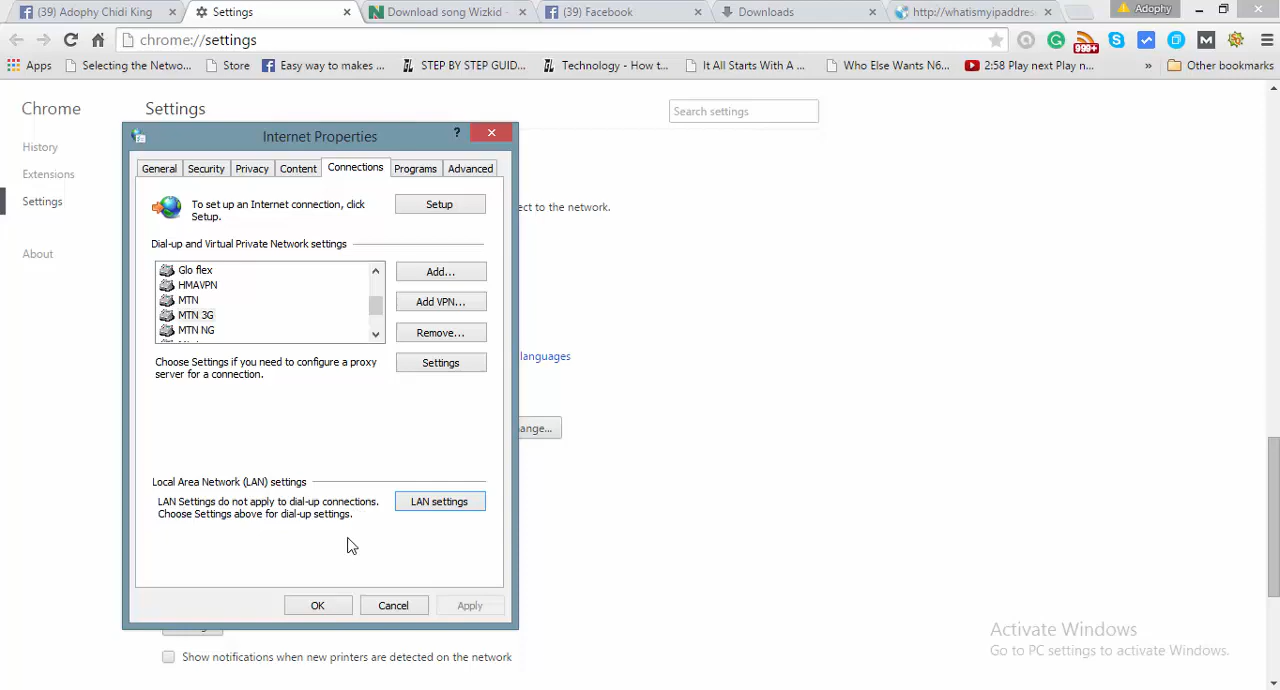 (39) Adophy Chidi King
Settings
Download song Wizkid -
(39) Facebook
Downloads
http://whatismyipaddres
Adophy
chrome://settings
999+
Apps
Selecting the Netwo...
Store
Easy way to makes ...
STEP BY STEP GUID...
Technology - How t...
It All Starts With A ...
Who Else Wants N6...
2:58 Play next Play n...
»
Other bookmarks
Chrome
Settings
Search settings
History
Extensions
Settings
About
Internet Properties
?
General
Security
Privacy
Content
Connections
Programs
Advanced
To set up an Internet connection, click
Setup.
Setup
ect to the network.
Dial-up and Virtual Private Network settings
Glo flex
HMAVPN
MTN
MTN 3G
MTN NG
Add...
Add VPN...
Remove...
Choose Settings if you need to configure a proxy
server for a connection.
Settings
languages
ange...
Local Area Network (LAN) settings
LAN Settings do not apply to dial-up connections.
Choose Settings above for dial-up settings.
LAN settings
OK
Cancel
Apply
Show notifications when new printers are detected on the network
Activate Windows
Go to PC settings to activate Windows.